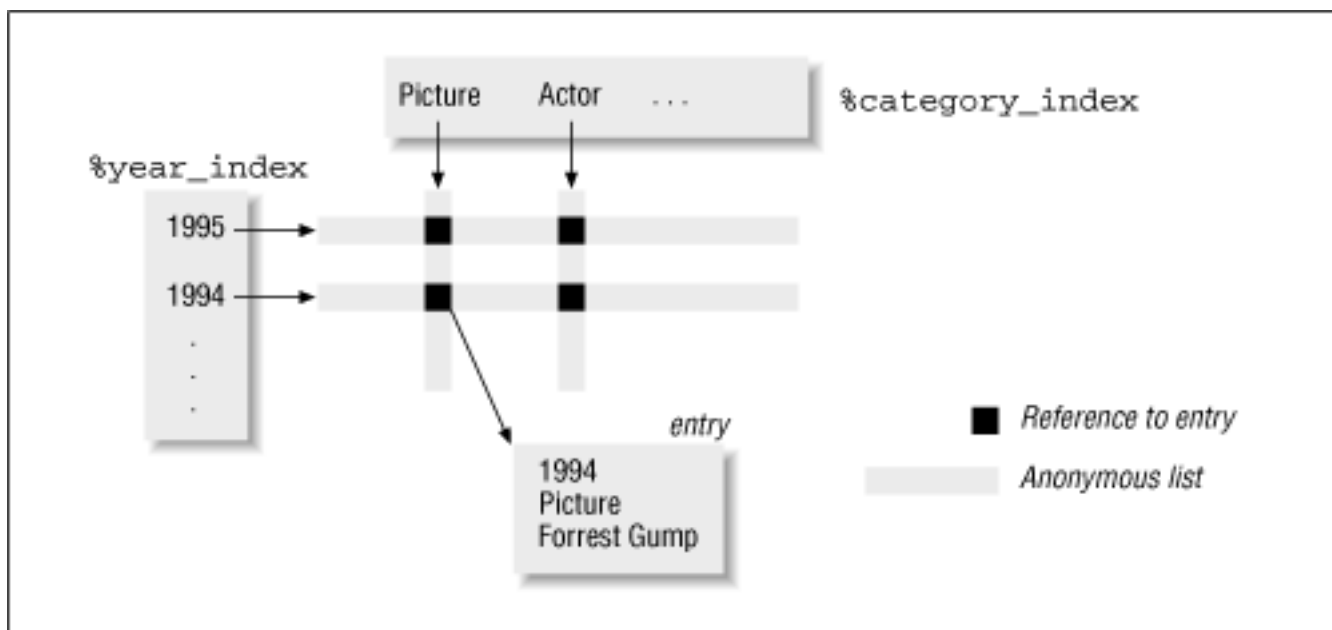 Picture Actor ...
%category_index
%year_index
1995
1994
.
.
.
entry
1994
Picture
Forrest Gump
Reference to entry
Anonymous list